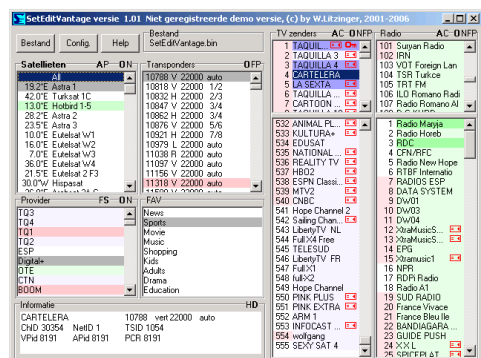 SetEditVantage versie 1.01 Niet geregistreerde demo versie, (c) by W.Litzinger, 2001-2006
Bestand
Config.
Help
Bestand
SetEditVantage.bin
Satellieten AP ON
All
19.2°E Astra 1
42.0°E Turksat 1C
13.0°E Hotbird 1-5
28.2°E Astra 2
23.5°E Astra 3
10.0°E Eutelsat W1
16.0°E Eutelsat W2
7.0°E Eutelsat W3
36.0°E Eutelsat W4
21.5°E Eutelsat 2 F3
30.0°W Hispasat
Transponders OFP
10788 V 22000 auto
10818 V 22000 1/2
10832 H 22000 2/3
10847 V 22000 3/4
10862 H 22000 3/4
10876 V 22000 5/6
10921 H 22000 7/8
10979 L 22000 auto
11038 R 22000 auto
11097 V 22000 auto
11156 V 22000 auto
11318 V 22000 auto
Provider FS ON
TQ3
TQ4
TQ1
TQ2
ESP
Digital+
OTE
CTN
BOOM
FAV
News
Sports
Movie
Music
Shopping
Kids
Adults
Drama
Education
Informatie HD
CARTELERA 10788 vert 22000 auto
ChID 30354 NetID 1 TSID 1054
VPid 8191 APid 8191 PCR 8191
TV zenders AC ONFP
1 TAQUIL...
2 TAQUILLA 3
3 TAQUILLA 4
4 CARTELERA
5 LA SEXTA
6 TAQUILLA ...
7 CARTOON ...
532 ANIMAL PL...
533 KULTURA+
534 EDUSAT
535 NATIONAL ...
536 REALITY TV
537 HBO2
538 ESPN Classi...
539 MTV2
540 CNBC
541 Hope Channel 2
542 Sailing Chan...
543 LibertyTV NL
544 Full X4 Free
545 TELESUD
546 LibertyTV FR
547 Full X1
548 full-X2
549 Hope Channel
550 PINK PLUS
551 PINK EXTRA
552 ARM 1
553 INFOCAST ...
554 wolfgang
555 SEXY SAT 4
Radio AC ONFP
101 Suryan Radio
102 IRN
103 VOT Foreign Lan
104 TSR Turkce
105 TRT FM
106 ILO Romano Radi
107 Radio Romano Al
1 Radio Maryja
2 Radio Horeb
3 RDC
4 CFN/RFC
5 Radio New Hope
6 RTBF Internatio
7 RADIOS ESP
8 DATA SYSTEM
9 DW01
10 DW03
11 DW04
12 XtraMusicS...
13 XtraMusicS...
14 EPG
15 Xtramusic1
16 NPR
17 RDPi Radio
18 Radio A1
19 SUD RADIO
20 France Vivace
21 France Bleu Ile
22 BANDIAGARA ...
23 GUIDE PUSH
24 X X L
25 SPICEPLAT